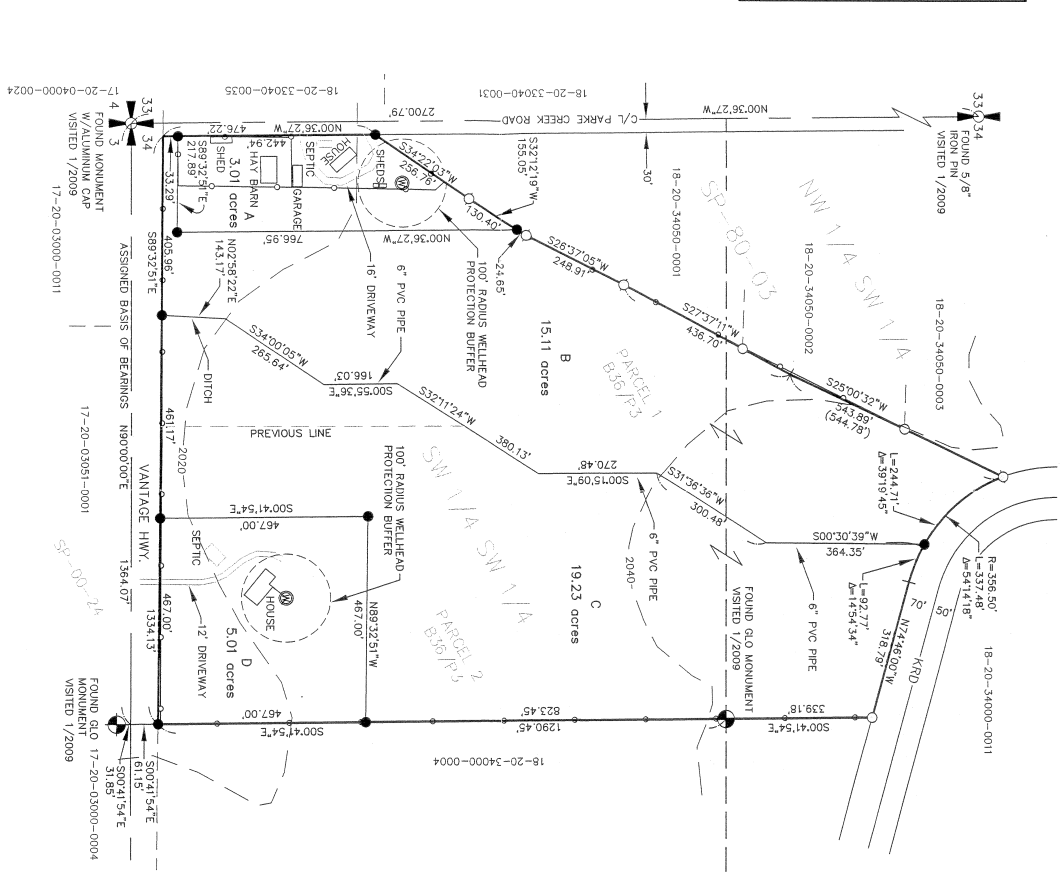 33
34
4
3
FOUND MONUMENT
W/ALUMINUM CAP
VISITED 1/2009
17-20-04000-0024
18-20-33040-0035
18-20-33040-0031
2700.79'
C/L PARKE CREEK ROAD
N00°36'27"W
33
34
FOUND 5/8"
IRON PIN
VISITED 1/2009
30'
476.22'
N00°36'27"W
442.94'
S89°32'51"E
217.89'
33.29'
SHED
3.01
acres
A
HAY BARN
SEPTIC
GARAGE
HOUSE
SHEDS
W
S34°22'03"W
256.76'
S32°12'19"W
155.05'
130.40'
24.65'
766.95'
N00°36'27"W
16' DRIVEWAY
100' RADIUS WELLHEAD
PROTECTION BUFFER
6" PVC PIPE
S26°37'05"W
248.91'
18-20-34050-0001
SP-80-03
NW 1/4 SW 1/4
18-20-34050-0002
18-20-34050-0003
S27°37'11"W
436.70'
S25°00'32"W
543.89'
(544.78')
17-20-03000-0011
ASSIGNED BASIS OF BEARINGS N90°00'00"E
1364.07'
S89°32'51"E
405.96'
N02°58'22"E
143.17'
DITCH
S34°00'05"W
265.64'
166.03'
S00°55'36"E
S32°11'24"W
380.13'
B
15.11 acres
PARCEL 1
B36/P3
270.48'
S00°15'09"E
S31°36'36"W
300.48'
6" PVC PIPE
2040-
S00°30'39"W
364.35'
6" PVC PIPE
L=244.71'
Δ=39°19'45"
R=356.50'
L=337.48'
Δ=54°14'18"
L=92.77'
Δ=14°54'34"
70'
50'
N74°46'00"W
318.79'
KRD
18-20-34000-0011
461.17'
2020-
PREVIOUS LINE
SW 1/4 SW 1/4
17-20-03051-0001
VANTAGE HWY.
S00°41'54"E
467.00'
100' RADIUS WELLHEAD
PROTECTION BUFFER
C
19.23 acres
FOUND GLO MONUMENT
VISITED 1/2009
SP-00-24
SEPTIC
HOUSE
W
12' DRIVEWAY
N89°32'51"W
467.00'
467.00'
1334.13'
D
5.01 acres
PARCEL 2
B36/P3
467.00'
S00°41'54"E
823.45'
1290.45'
S00°41'54"E
339.18'
S00°41'54"E
18-20-34000-0004
FOUND GLO
MONUMENT
VISITED 1/2009
17-20-03000-0004
S00°41'54"E
61.15'
S00°41'54"E
31.85'